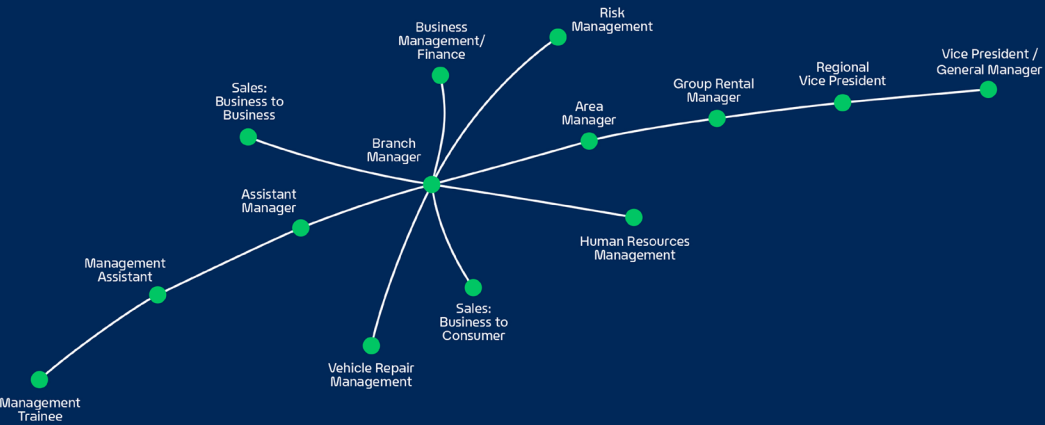 Risk
Management
Business
Management/
Finance
Vice President /
General Manager
Regional
Vice President
Group Rental
Manager
Sales:
Business to
Business
Area
Manager
Branch
Manager
Assistant
Manager
Human Resources
Management
Management
Assistant
Sales:
Business to
Consumer
Vehicle Repair
Management
Management
Trainee